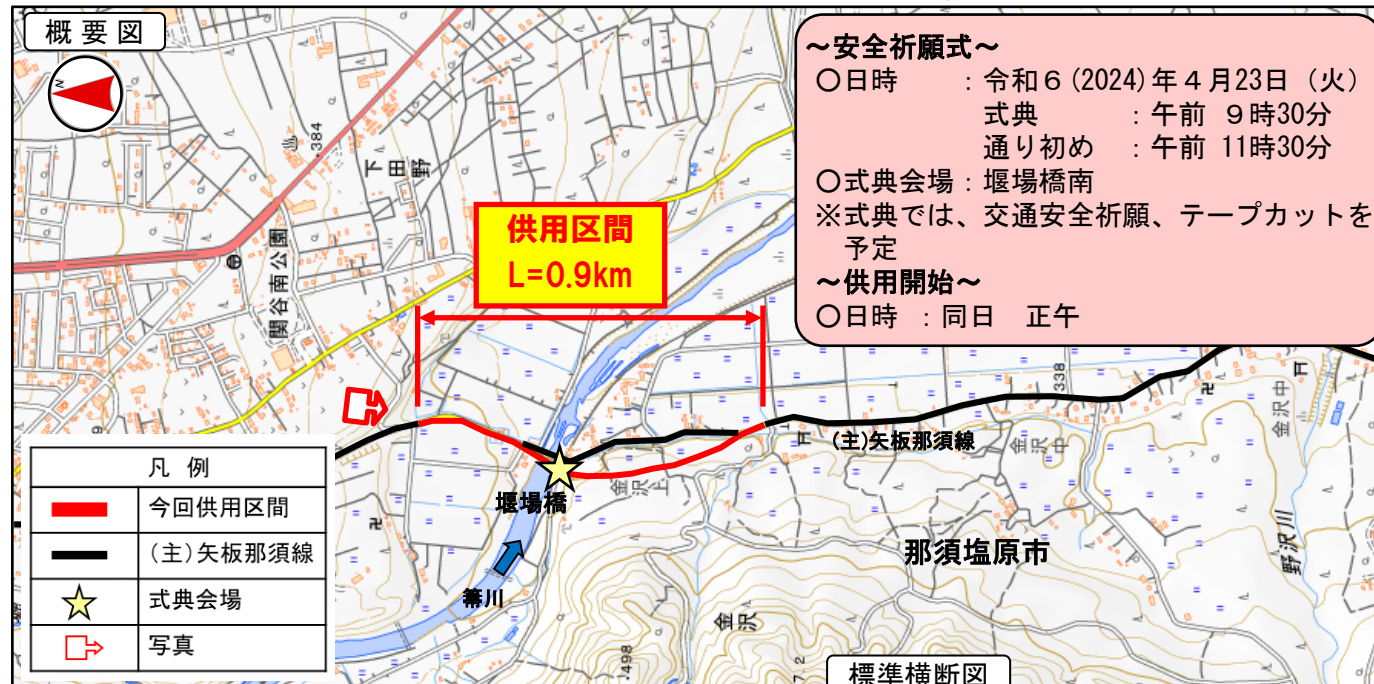 概要図
N
～安全祈願式～
○日時　：令和６(2024)年４月23日（火）
式典　：午前 ９時30分
通り初め　：午前 11時30分
○式典会場：堰場橋南
※式典では、交通安全祈願、テープカットを
予定
～供用開始～
○日時 ：同日　正午
供用区間
L=0.9km
下田野
384
関谷南公園
堰場橋
箒川
金沢上
(主)矢板那須線
338
金沢中
金沢中
野沢川
那須塩原市
金沢
498
凡 例
今回供用区間
(主)矢板那須線
式典会場
写真
標準横断図